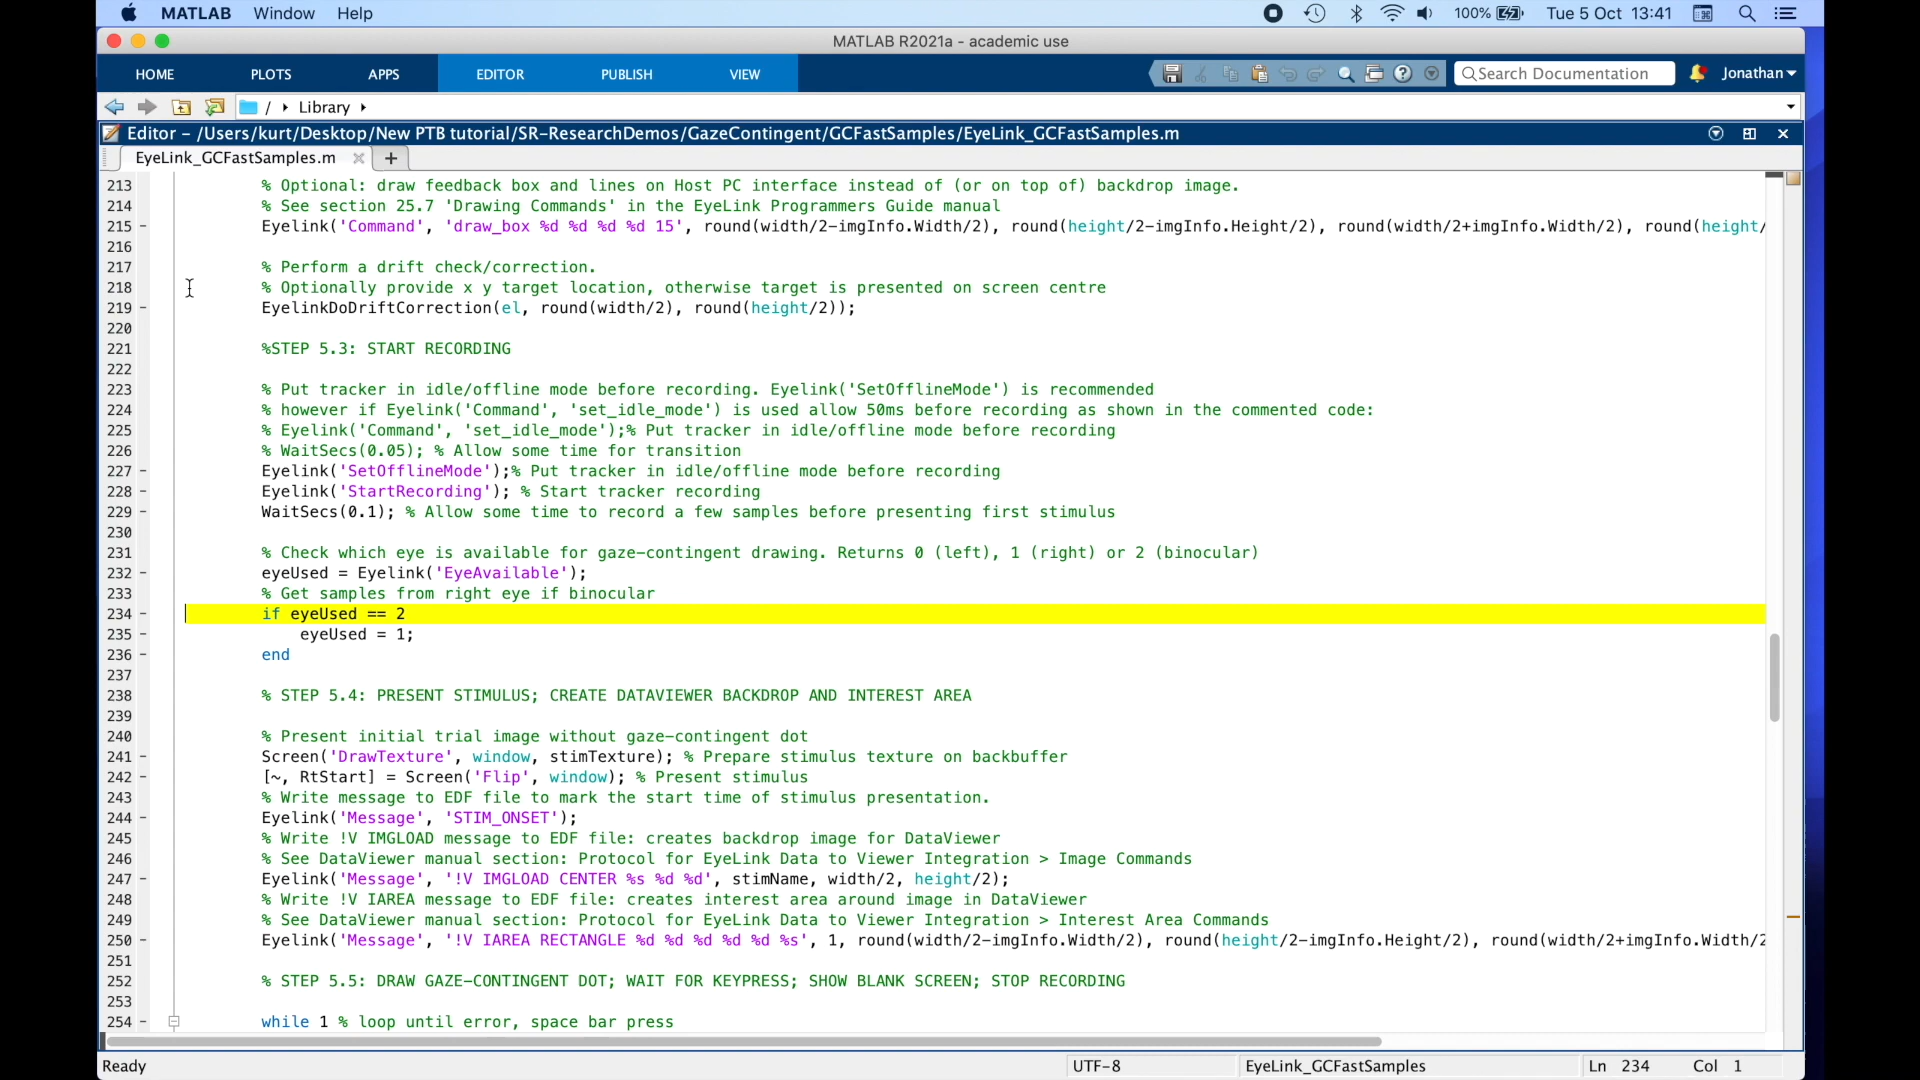 MATLAB Window Help 100% Tue 5 Oct 13:41
MATLAB R2021a - academic use
HOME PLOTS APPS EDITOR PUBLISH VIEW Search Documentation Jonathan
/ Library
Editor - /Users/kurt/Desktop/New PTB tutorial/SR-ResearchDemos/GazeContingent/GCFastSamples/EyeLink_GCFastSamples.m
EyeLink_GCFastSamples.m
213 % Optional: draw feedback box and lines on Host PC interface instead of (or on top of) backdrop image.
214 % See section 25.7 'Drawing Commands' in the EyeLink Programmers Guide manual
215 - Eyelink('Command', 'draw_box %d %d %d %d 15', round(width/2-imgInfo.Width/2), round(height/2-imgInfo.Height/2), round(width/2+imgInfo.Width/2), round(height/
216
217 % Perform a drift check/correction.
218 % Optionally provide x y target location, otherwise target is presented on screen centre
219 - EyelinkDoDriftCorrection(el, round(width/2), round(height/2));
220
221 %STEP 5.3: START RECORDING
222
223 % Put tracker in idle/offline mode before recording. Eyelink('SetOfflineMode') is recommended
224 % however if Eyelink('Command', 'set_idle_mode') is used allow 50ms before recording as shown in the commented code:
225 % Eyelink('Command', 'set_idle_mode');% Put tracker in idle/offline mode before recording
226 % WaitSecs(0.05); % Allow some time for transition
227 - Eyelink('SetOfflineMode');% Put tracker in idle/offline mode before recording
228 - Eyelink('StartRecording'); % Start tracker recording
229 - WaitSecs(0.1); % Allow some time to record a few samples before presenting first stimulus
230
231 % Check which eye is available for gaze-contingent drawing. Returns 0 (left), 1 (right) or 2 (binocular)
232 - eyeUsed = Eyelink('EyeAvailable');
233 % Get samples from right eye if binocular
234 - if eyeUsed == 2
235 - eyeUsed = 1;
236 - end
237
238 % STEP 5.4: PRESENT STIMULUS; CREATE DATAVIEWER BACKDROP AND INTEREST AREA
239
240 % Present initial trial image without gaze-contingent dot
241 - Screen('DrawTexture', window, stimTexture); % Prepare stimulus texture on backbuffer
242 - [~, RtStart] = Screen('Flip', window); % Present stimulus
243 % Write message to EDF file to mark the start time of stimulus presentation.
244 - Eyelink('Message', 'STIM_ONSET');
245 % Write !V IMGLOAD message to EDF file: creates backdrop image for DataViewer
246 % See DataViewer manual section: Protocol for EyeLink Data to Viewer Integration > Image Commands
247 - Eyelink('Message', '!V IMGLOAD CENTER %s %d %d', stimName, width/2, height/2);
248 % Write !V IAREA message to EDF file: creates interest area around image in DataViewer
249 % See DataViewer manual section: Protocol for EyeLink Data to Viewer Integration > Interest Area Commands
250 - Eyelink('Message', '!V IAREA RECTANGLE %d %d %d %d %d %s', 1, round(width/2-imgInfo.Width/2), round(height/2-imgInfo.Height/2), round(width/2+imgInfo.Width/2
251
252 % STEP 5.5: DRAW GAZE-CONTINGENT DOT; WAIT FOR KEYPRESS; SHOW BLANK SCREEN; STOP RECORDING
253
254 - while 1 % loop until error, space bar press
Ready UTF-8 EyeLink_GCFastSamples Ln 234 Col 1